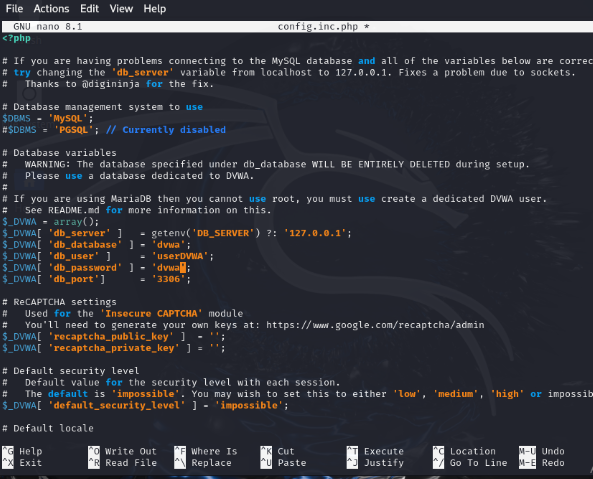 File Actions Edit View Help
GNU nano 8.1 config.inc.php *
<?php
# If you are having problems connecting to the MySQL database and all of the variables below are correc
# try changing the 'db_server' variable from localhost to 127.0.0.1. Fixes a problem due to sockets.
#   Thanks to @digininja for the fix.
# Database management system to use
$DBMS = 'MySQL';
#$DBMS = 'PGSQL'; // Currently disabled
# Database variables
#   WARNING: The database specified under db_database WILL BE ENTIRELY DELETED during setup.
#   Please use a database dedicated to DVWA.
#
# If you are using MariaDB then you cannot use root, you must use create a dedicated DVWA user.
#   See README.md for more information on this.
$_DVWA = array();
$_DVWA[ 'db_server' ]   = getenv('DB_SERVER') ?: '127.0.0.1';
$_DVWA[ 'db_database' ] = 'dvwa';
$_DVWA[ 'db_user' ]     = 'userDVWA';
$_DVWA[ 'db_password' ] = 'dvwa';
$_DVWA[ 'db_port']      = '3306';
# ReCAPTCHA settings
#   Used for the 'Insecure CAPTCHA' module
#   You'll need to generate your own keys at: https://www.google.com/recaptcha/admin
$_DVWA[ 'recaptcha_public_key' ]  = '';
$_DVWA[ 'recaptcha_private_key' ] = '';
# Default security level
#   Default value for the security level with each session.
#   The default is 'impossible'. You may wish to set this to either 'low', 'medium', 'high' or impossib
$_DVWA[ 'default_security_level' ] = 'impossible';
# Default locale
^G Help ^O Write Out ^F Where Is ^K Cut ^T Execute ^C Location M-U Undo
^X Exit ^R Read File ^\ Replace ^U Paste ^J Justify ^/ Go To Line M-E Redo